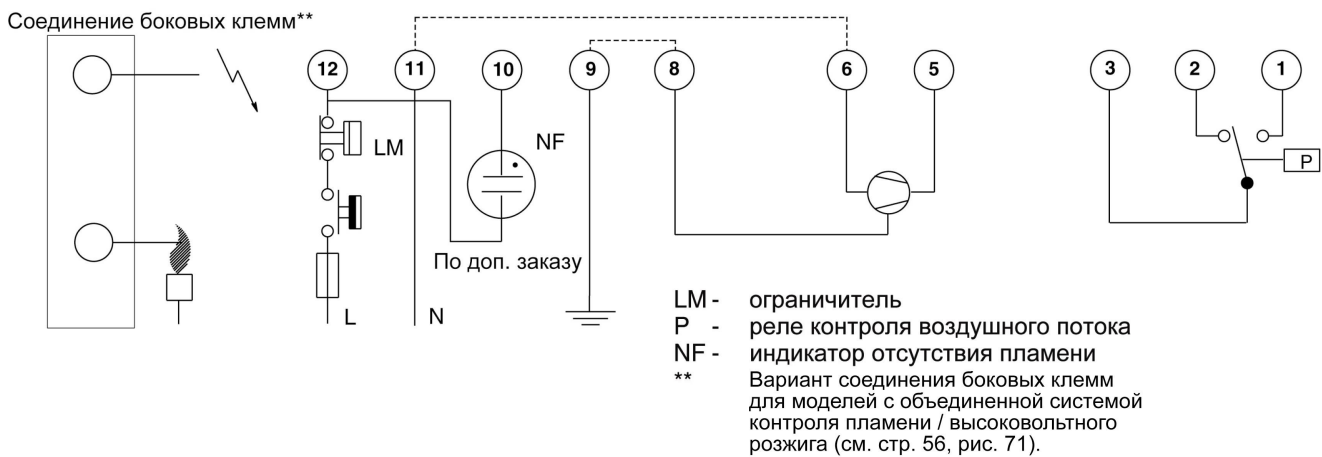 Соединение боковых клемм**
12 11 10 9 8 6 5 3 2 1
LM
NF
P
По доп. заказу
L N
LM - ограничитель
P - реле контроля воздушного потока
NF - индикатор отсутствия пламени
** Вариант соединения боковых клемм
для моделей с объединенной системой
контроля пламени / высоковольтного
розжига (см. стр. 56, рис. 71).